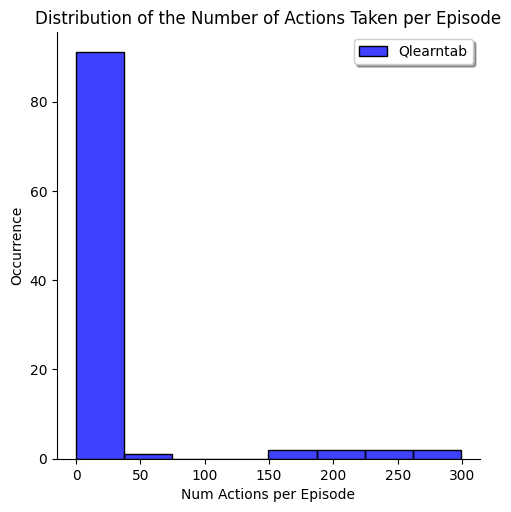 Distribution of the Number of Actions Taken per Episode
Qlearntab
80
60
40
20
0
Occurrence
0 50 100 150 200 250 300
Num Actions per Episode